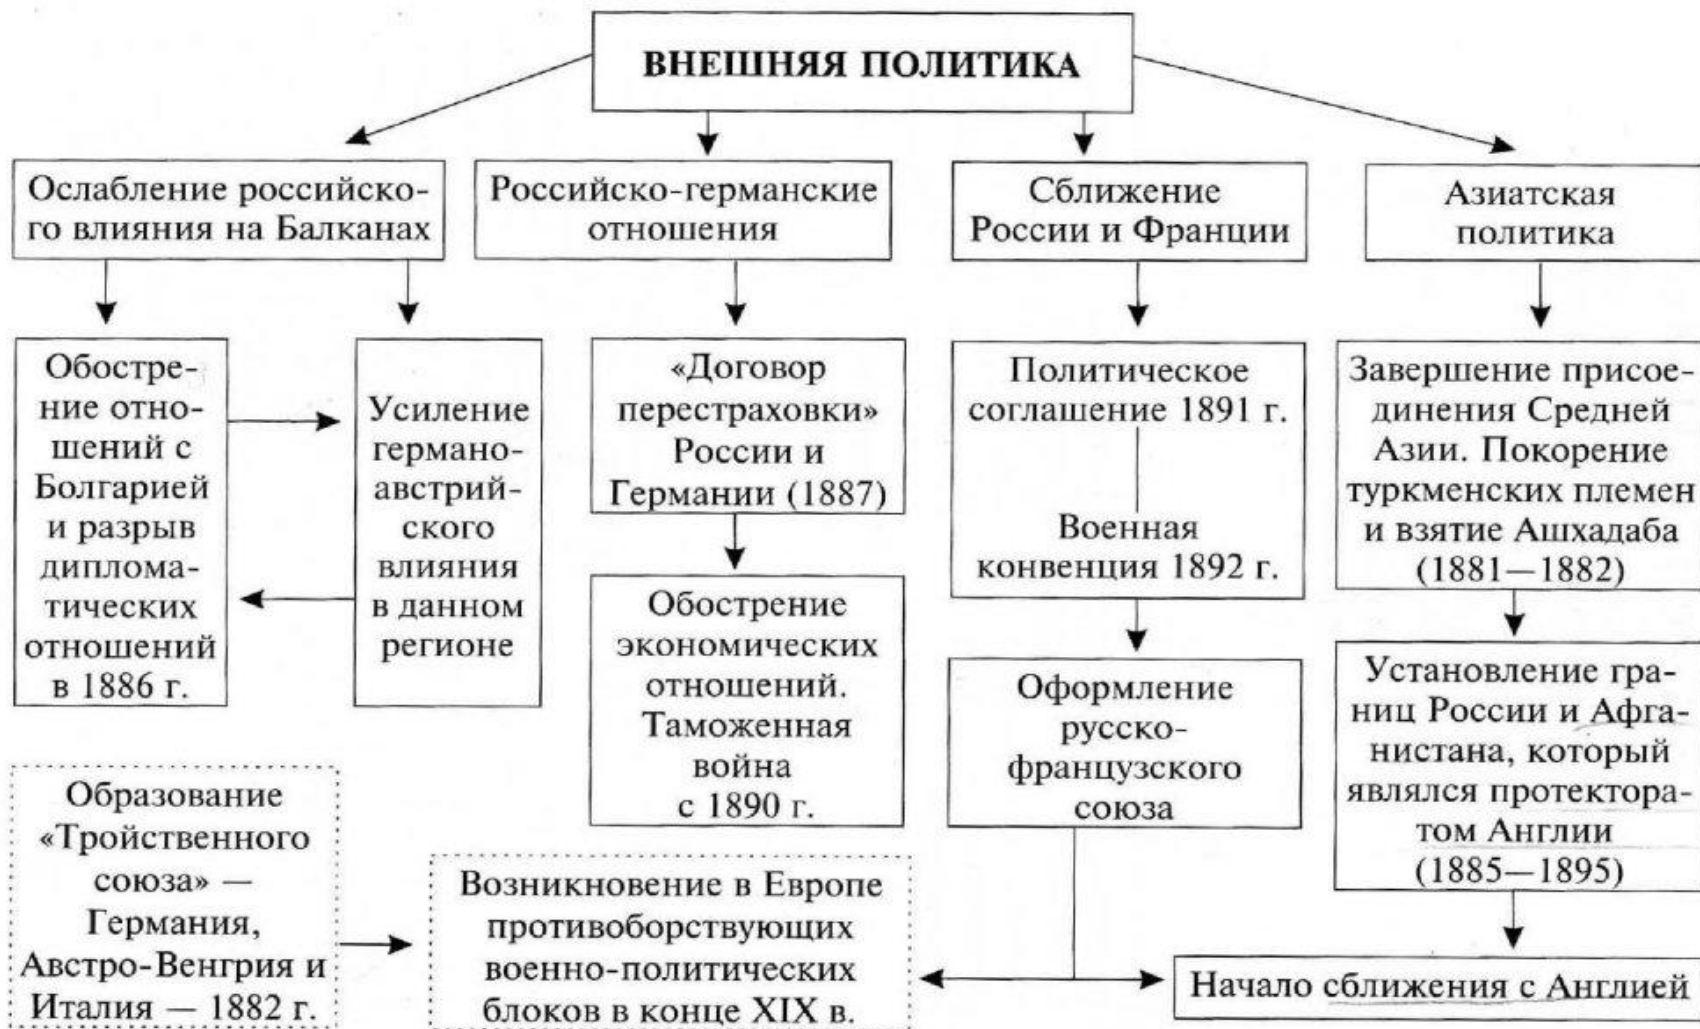 ВНЕШНЯЯ ПОЛИТИКА
Ослабление российско-
го влияния на Балканах
Российско-германские
отношения
Сближение
России и Франции
Азиатская
политика
Обостре-
ние отно-
шений с
Болгарией
и разрыв
диплома-
тических
отношений
в 1886 г.
Усиление
германо-
австрий-
ского
влияния
в данном
регионе
«Договор
перестраховки»
России и
Германии (1887)
Обострение
экономических
отношений.
Таможенная
война
с 1890 г.
Политическое
соглашение 1891 г.
Военная
конвенция 1892 г.
Оформление
русско-
французского
союза
Завершение присое-
динения Средней
Азии. Покорение
туркменских племен
и взятие Ашхадаба
(1881—1882)
Установление гра-
ниц России и Афга-
нистана, который
являлся протектора-
том Англии
(1885—1895)
Образование
«Тройственного
союза» —
Германия,
Австро-Венгрия и
Италия — 1882 г.
Возникновение в Европе
противоборствующих
военно-политических
блоков в конце XIX в.
Начало сближения с Англией